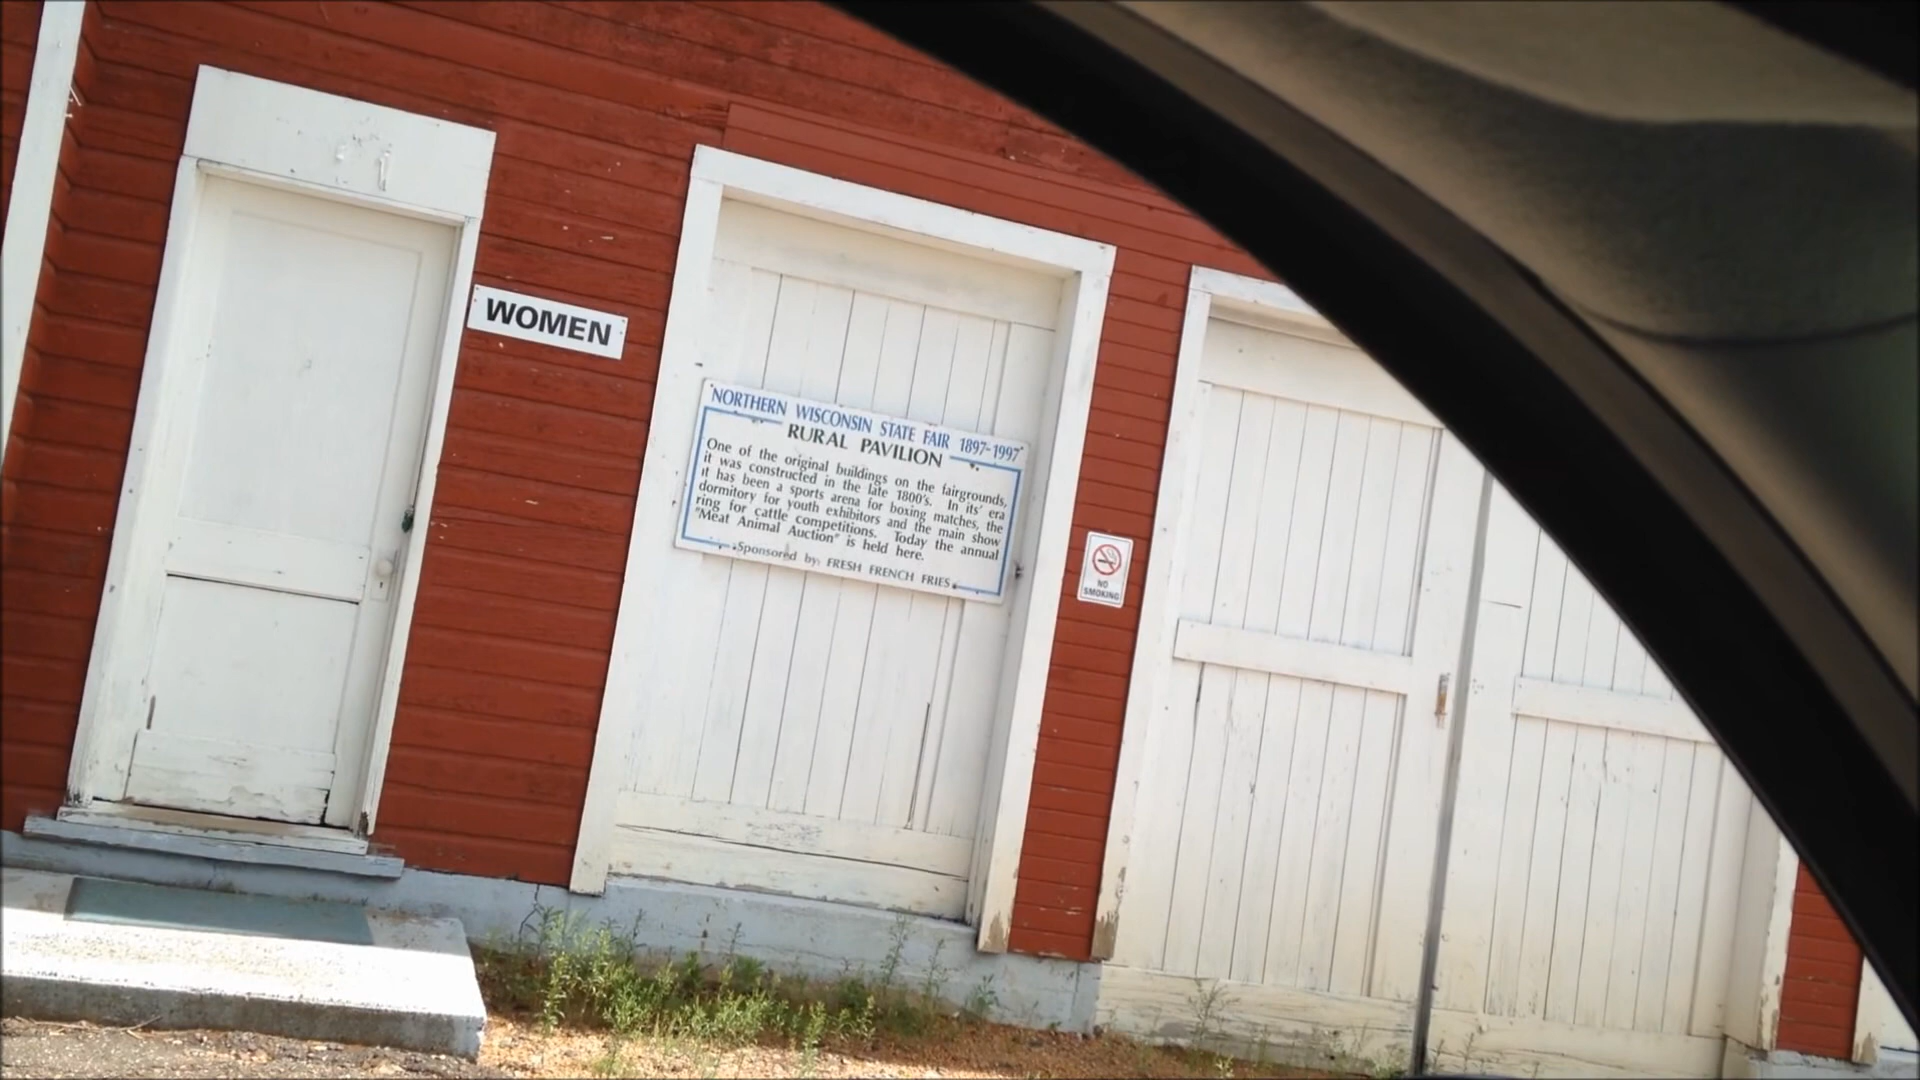 WOMEN
NORTHERN WISCONSIN STATE FAIR 1897-1997
RURAL PAVILION
One of the original buildings on the fairgrounds,
it was constructed in the late 1800's. In its' era
it has been a sports arena for boxing matches, the
dormitory for youth exhibitors and the main show
ring for cattle competitions. Today the annual
"Meat Animal Auction" is held here.
Sponsored by: FRESH FRENCH FRIES
NO
SMOKING